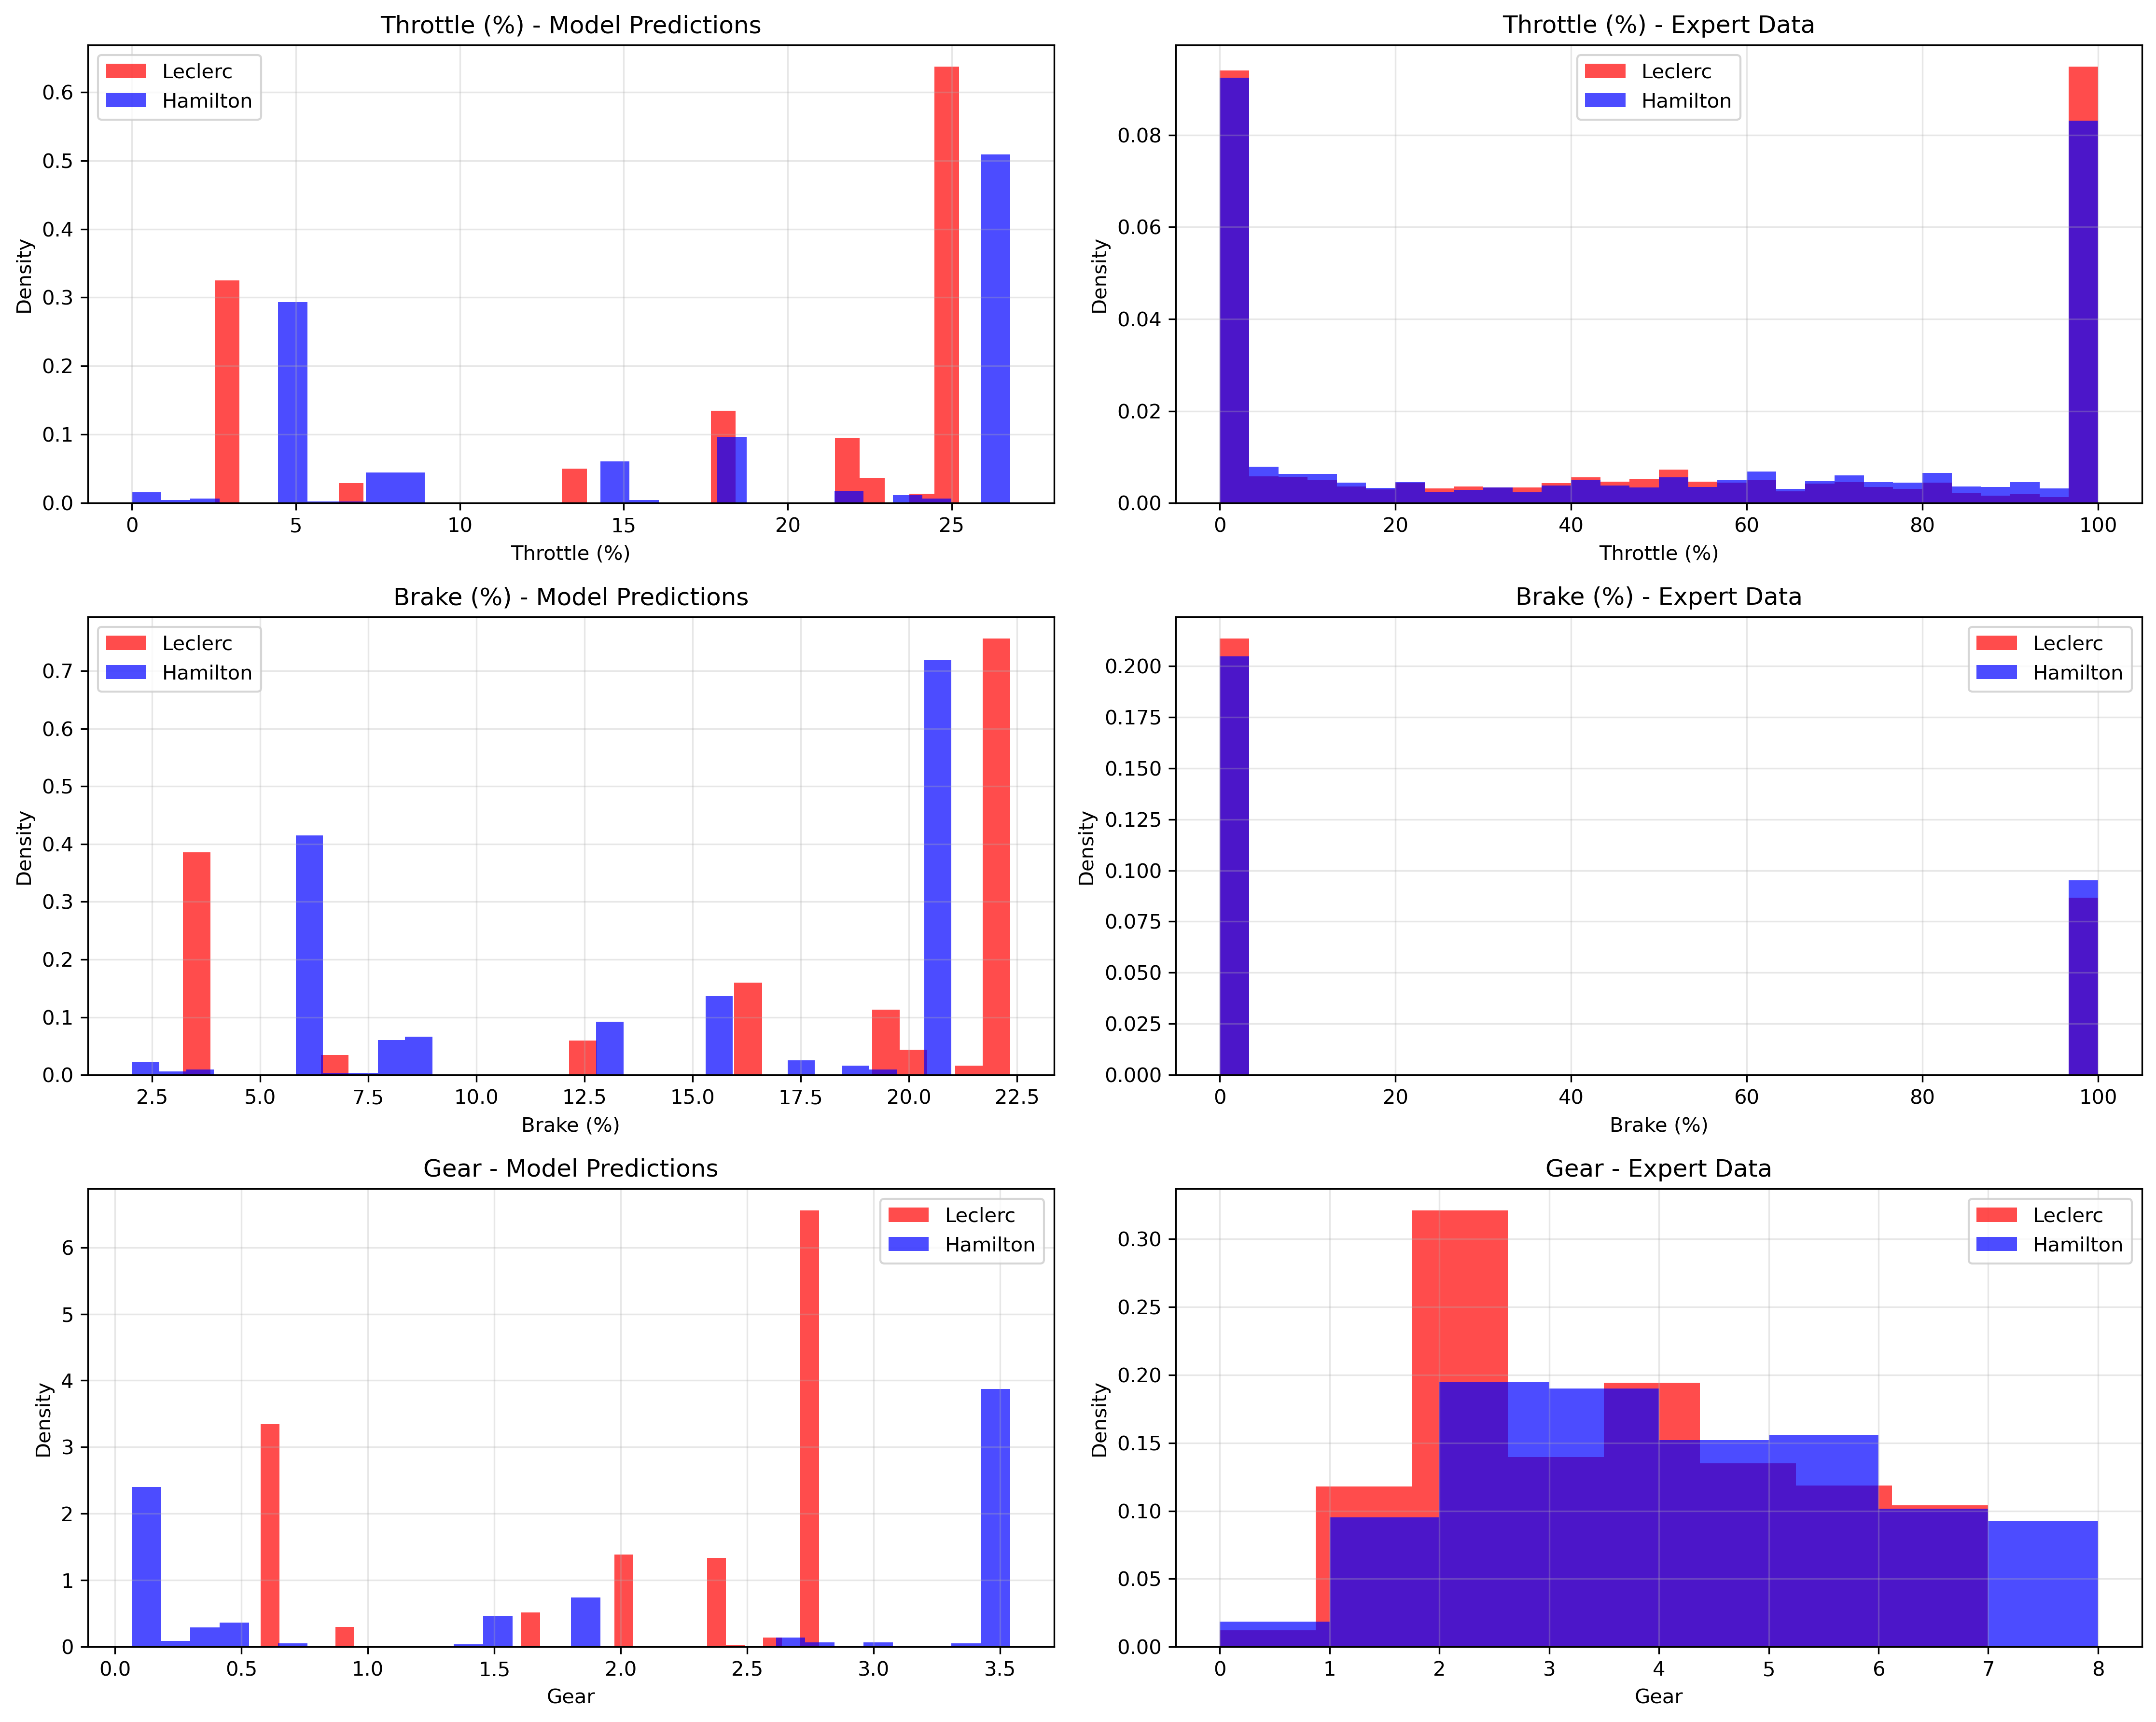 Throttle (%) - Model Predictions
Leclerc
Hamilton
Density
0.6
0.5
0.4
0.3
0.2
0.1
0.0
0 5 10 15 20 25
Throttle (%)
Throttle (%) - Expert Data
Leclerc
Hamilton
Density
0.08
0.06
0.04
0.02
0.00
0 20 40 60 80 100
Throttle (%)
Brake (%) - Model Predictions
Leclerc
Hamilton
Density
0.7
0.6
0.5
0.4
0.3
0.2
0.1
0.0
2.5 5.0 7.5 10.0 12.5 15.0 17.5 20.0 22.5
Brake (%)
Brake (%) - Expert Data
Leclerc
Hamilton
Density
0.200
0.175
0.150
0.125
0.100
0.075
0.050
0.025
0.000
0 20 40 60 80 100
Brake (%)
Gear - Model Predictions
Leclerc
Hamilton
Density
6
5
4
3
2
1
0
0.0 0.5 1.0 1.5 2.0 2.5 3.0 3.5
Gear
Gear - Expert Data
Leclerc
Hamilton
Density
0.30
0.25
0.20
0.15
0.10
0.05
0.00
0 1 2 3 4 5 6 7 8
Gear